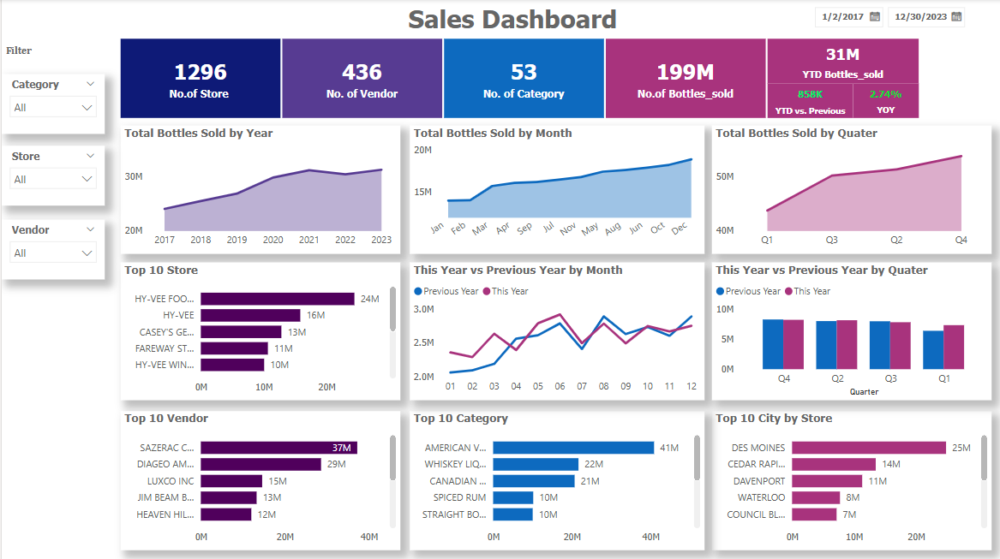 Sales Dashboard
1/2/2017
12/30/2023
Filter
Category
All
Store
All
Vendor
All
1296
No.of Store
436
No. of Vendor
53
No. of Category
199M
No.of Bottles_sold
31M
YTD Bottles_sold
858K
YTD vs. Previous
2.74%
YOY
Total Bottles Sold by Year
30M
20M
2017 2018 2019 2020 2021 2022 2023
Total Bottles Sold by Month
20M
15M
Jan Feb Mar Apr Sep Jul Nov May Aug Jun Oct Dec
Total Bottles Sold by Quater
50M
40M
Q1 Q3 Q2 Q4
Top 10 Store
HY-VEE FOO... 24M
HY-VEE 16M
CASEY'S GE... 13M
FAREWAY ST... 11M
HY-VEE WIN... 10M
0M 10M 20M
This Year vs Previous Year by Month
Previous Year This Year
3.0M
2.5M
2.0M
01 02 03 04 05 06 07 08 09 10 11 12
This Year vs Previous Year by Quater
Previous Year This Year
10M
5M
0M
Q4 Q2 Q3 Q1
Quarter
Top 10 Vendor
SAZERAC C... 37M
DIAGEO AM... 29M
LUXCO INC 15M
JIM BEAM B... 13M
HEAVEN HIL... 12M
0M 20M 40M
Top 10 Category
AMERICAN V... 41M
WHISKEY LIQ... 22M
CANADIAN ... 21M
SPICED RUM 10M
STRAIGHT BO... 10M
0M 20M 40M
Top 10 City by Store
DES MOINES 25M
CEDAR RAPI... 14M
DAVENPORT 11M
WATERLOO 8M
COUNCIL BL... 7M
0M 10M 20M